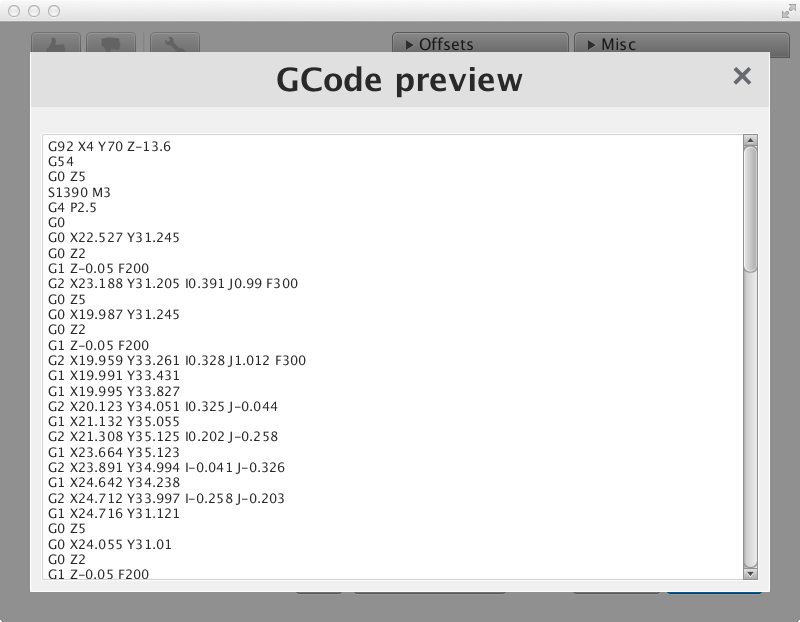 Offsets
Misc
GCode preview
G92 X4 Y70 Z-13.6
G54
G0 Z5
S1390 M3
G4 P2.5
G0
G0 X22.527 Y31.245
G0 Z2
G1 Z-0.05 F200
G2 X23.188 Y31.205 I0.391 J0.99 F300
G0 Z5
G0 X19.987 Y31.245
G0 Z2
G1 Z-0.05 F200
G2 X19.959 Y33.261 I0.328 J1.012 F300
G1 X19.991 Y33.431
G1 X19.995 Y33.827
G2 X20.123 Y34.051 I0.325 J-0.044
G1 X21.132 Y35.055
G2 X21.308 Y35.125 I0.202 J-0.258
G1 X23.664 Y35.123
G2 X23.891 Y34.994 I-0.041 J-0.326
G1 X24.642 Y34.238
G2 X24.712 Y33.997 I-0.258 J-0.203
G1 X24.716 Y31.121
G0 Z5
G0 X24.055 Y31.01
G0 Z2
G1 Z-0.05 F200